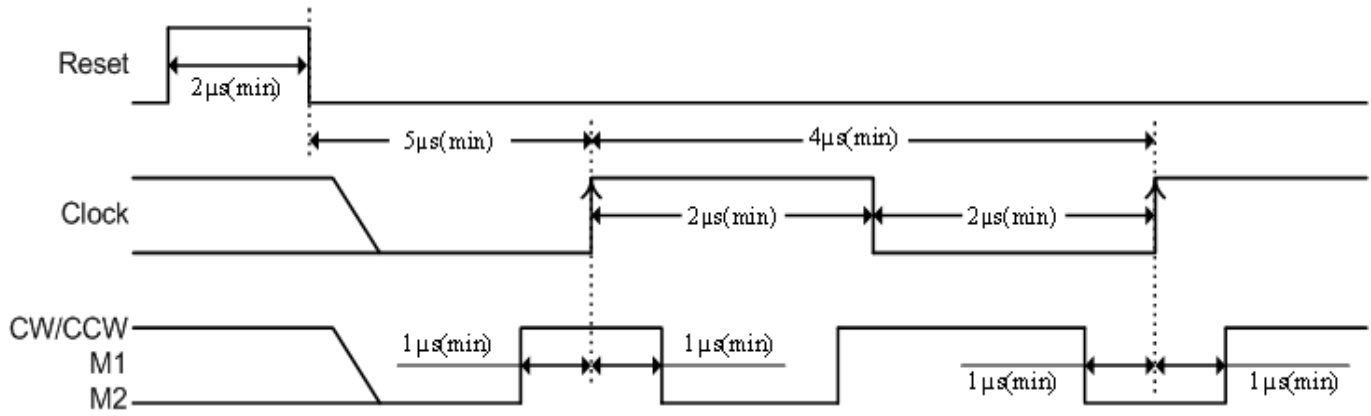 Reset
2μs(min)
5μs(min)
4μs(min)
Clock
2μs(min)
2μs(min)
CW/CCW
1μs(min)
1μs(min)
M1
1μs(min)
1μs(min)
M2